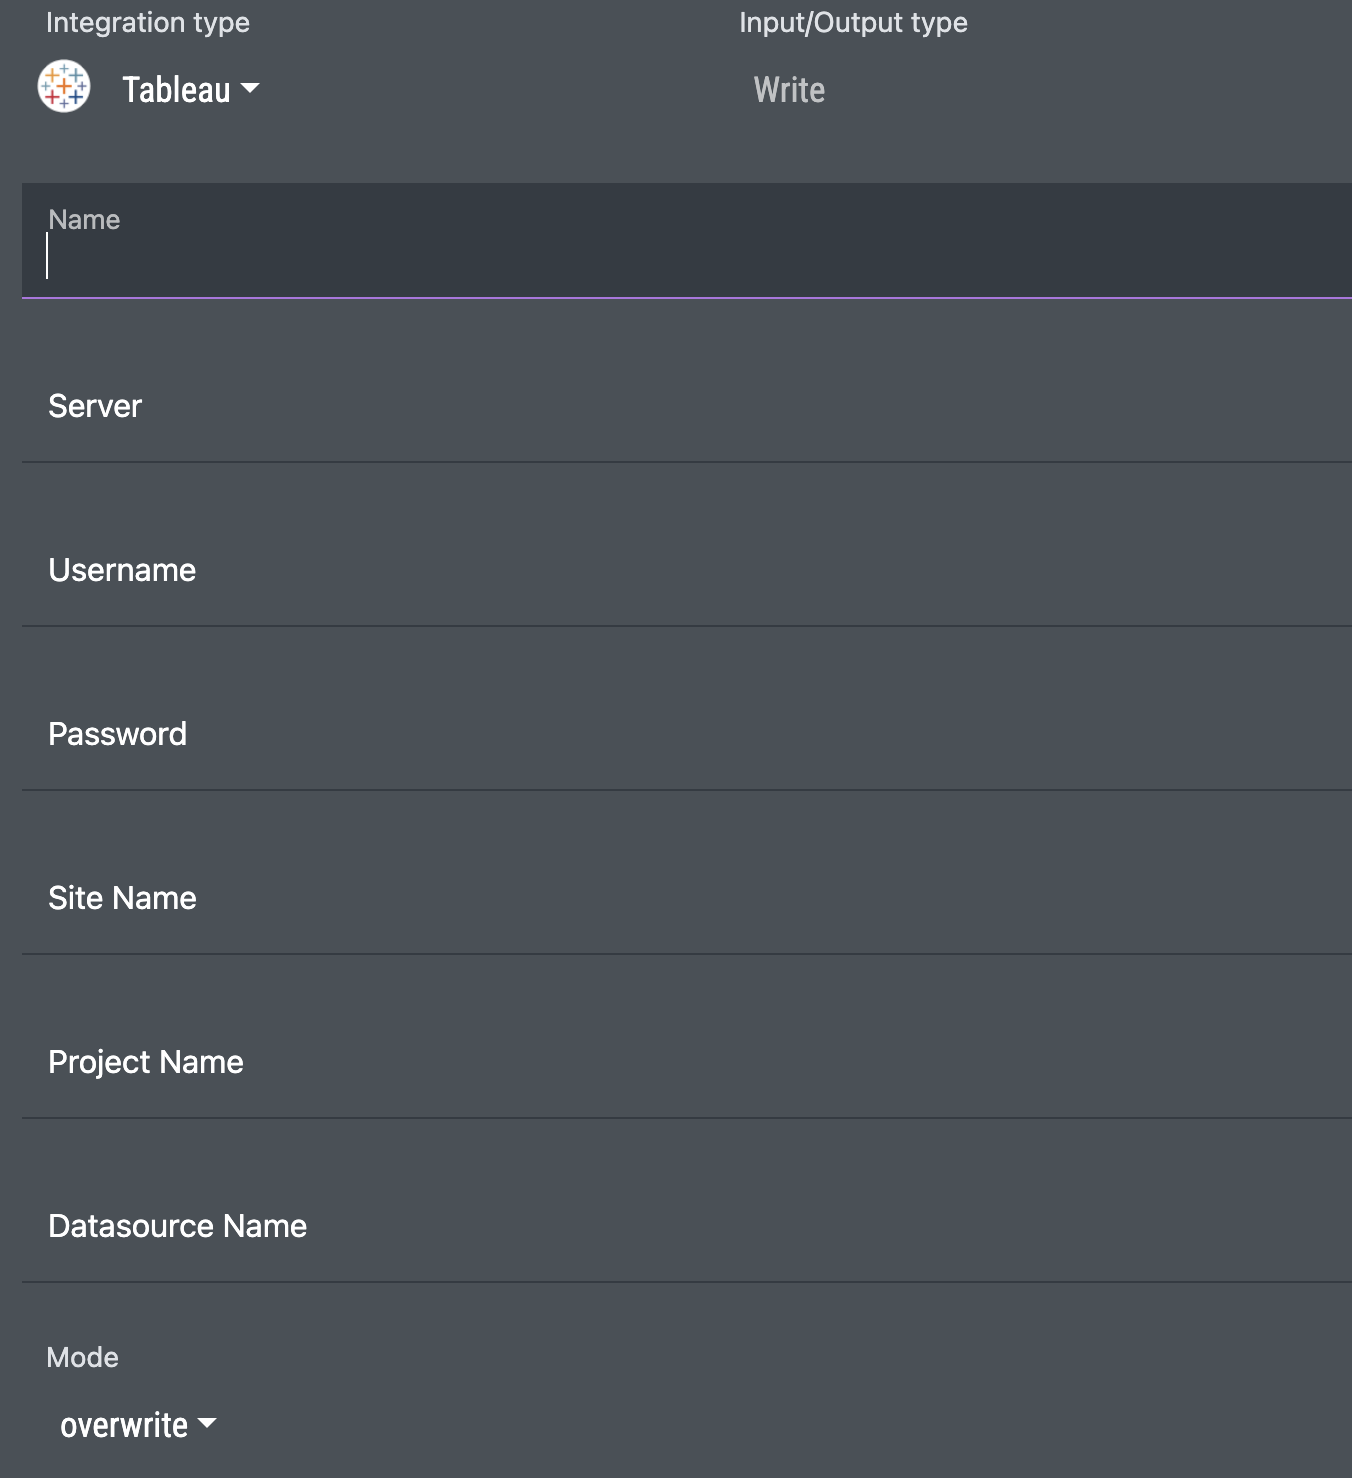 Integration type
Input/Output type
Tableau
Write
Name
Server
Username
Password
Site Name
Project Name
Datasource Name
Mode
overwrite